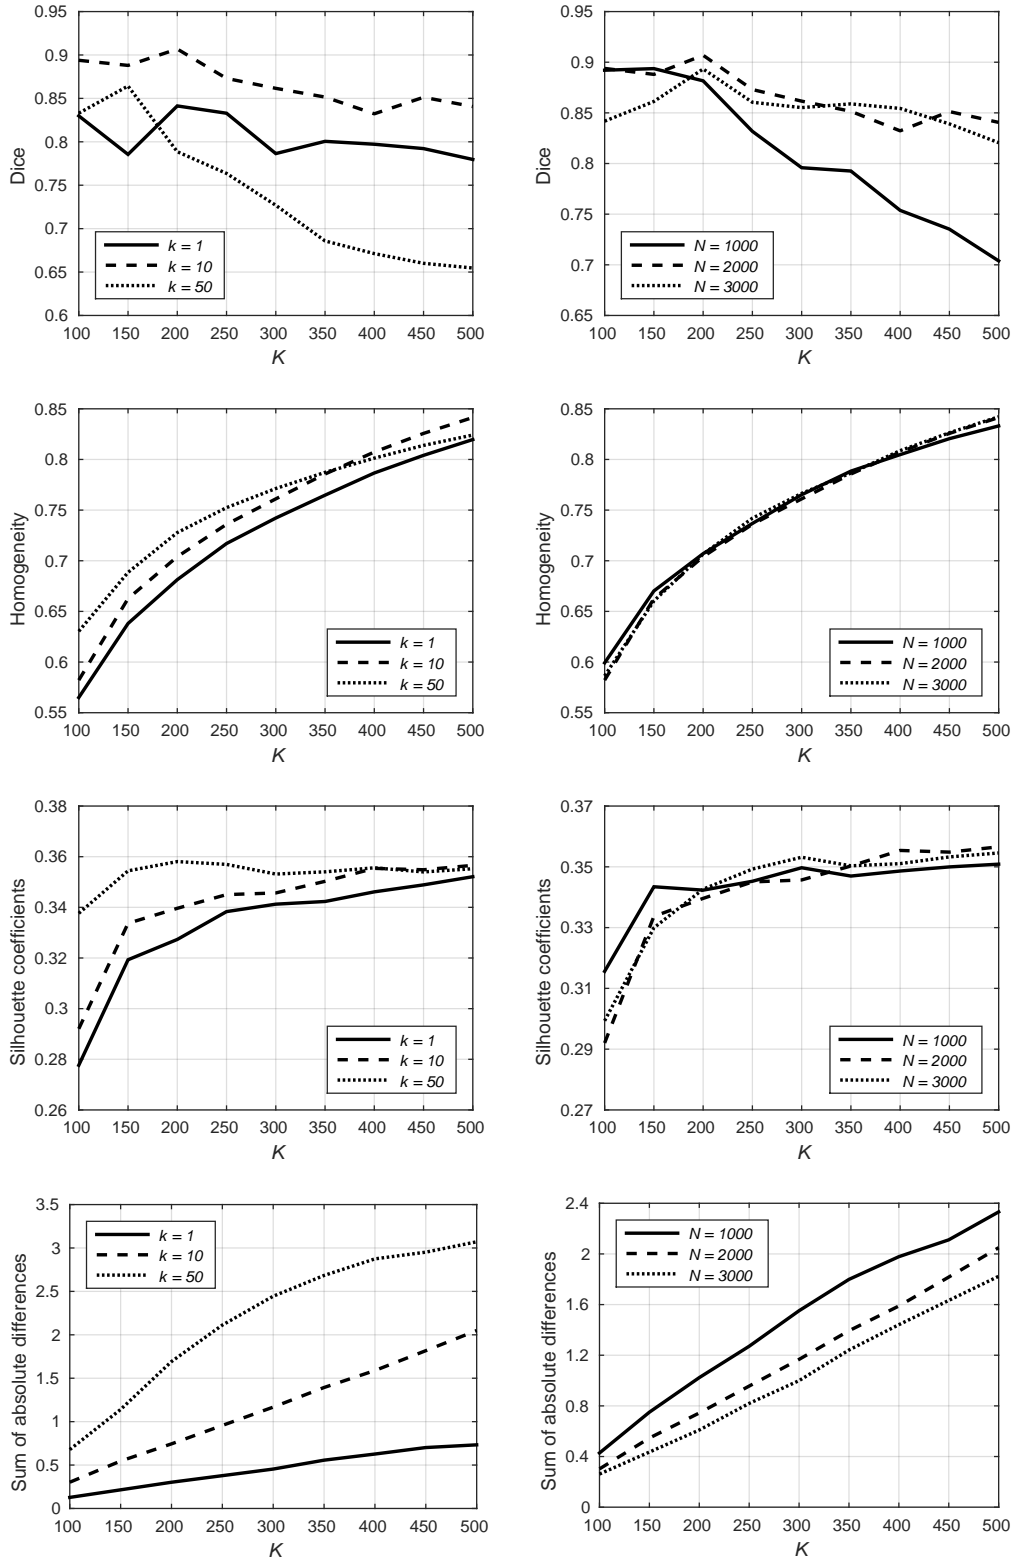 0.95
0.9
0.85
0.8
0.75
0.7
0.65
0.6
Dice
k = 1
k = 10
k = 50
100 150 200 250 300 350 400 450 500
K
0.95
0.9
0.85
0.8
0.75
0.7
0.65
Dice
N = 1000
N = 2000
N = 3000
100 150 200 250 300 350 400 450 500
K
0.85
0.8
0.75
0.7
0.65
0.6
0.55
Homogeneity
k = 1
k = 10
k = 50
100 150 200 250 300 350 400 450 500
K
0.85
0.8
0.75
0.7
0.65
0.6
0.55
Homogeneity
N = 1000
N = 2000
N = 3000
100 150 200 250 300 350 400 450 500
K
0.38
0.36
0.34
0.32
0.3
0.28
0.26
Silhouette coefficients
k = 1
k = 10
k = 50
100 150 200 250 300 350 400 450 500
K
0.37
0.35
0.33
0.31
0.29
0.27
Silhouette coefficients
N = 1000
N = 2000
N = 3000
100 150 200 250 300 350 400 450 500
K
3.5
3
2.5
2
1.5
1
0.5
0
Sum of absolute differences
k = 1
k = 10
k = 50
100 150 200 250 300 350 400 450 500
K
2.4
2
1.6
1.2
0.8
0.4
0
Sum of absolute differences
N = 1000
N = 2000
N = 3000
100 150 200 250 300 350 400 450 500
K